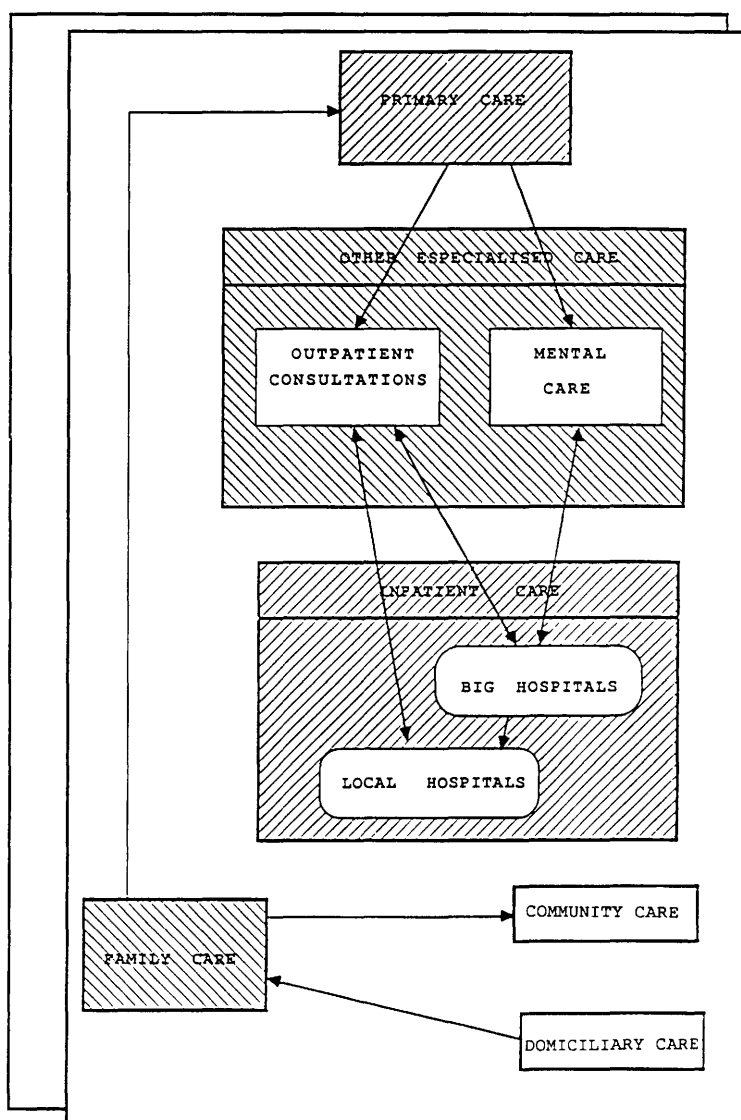 PRIMARY CARE
OTHER ESPECIALISED CARE
OUTPATIENT
CONSULTATIONS
MENTAL
CARE
INPATIENT CARE
BIG HOSPITALS
LOCAL HOSPITALS
FAMILY CARE
COMMUNITY CARE
DOMICILIARY CARE